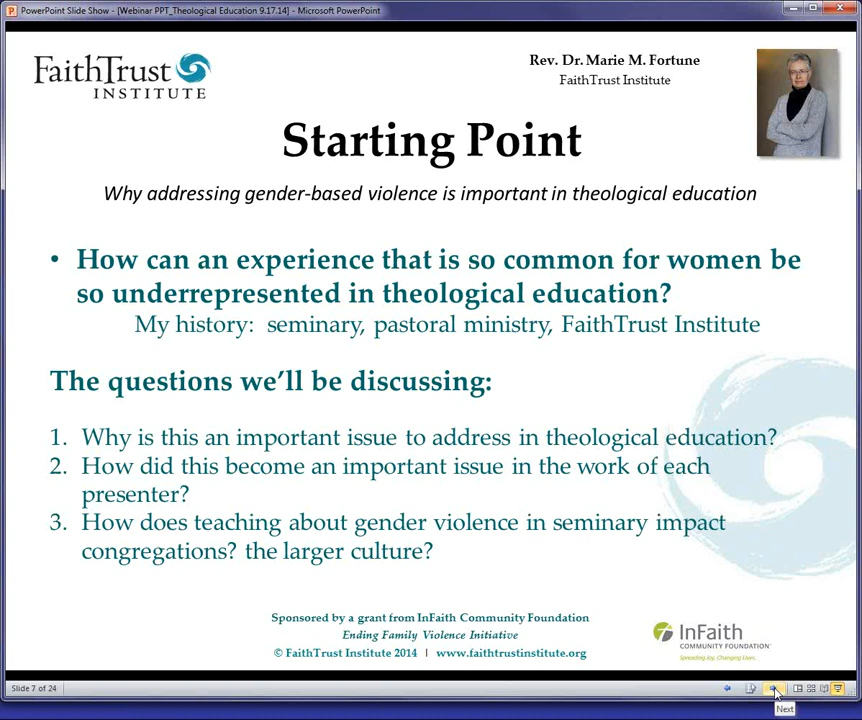 PowerPoint Slide Show - [Webinar PPT_Theological Education 9.17.14] - Microsoft PowerPoint
FaithTrust
INSTITUTE
Rev. Dr. Marie M. Fortune
FaithTrust Institute
Starting Point
Why addressing gender-based violence is important in theological education
• How can an experience that is so common for women be
so underrepresented in theological education?
My history: seminary, pastoral ministry, FaithTrust Institute
The questions we'll be discussing:
1. Why is this an important issue to address in theological education?
2. How did this become an important issue in the work of each
presenter?
3. How does teaching about gender violence in seminary impact
congregations? the larger culture?
Sponsored by a grant from InFaith Community Foundation
Ending Family Violence Initiative
© FaithTrust Institute 2014 | www.faithtrustinstitute.org
InFaith
COMMUNITY FOUNDATION
Spreading Joy. Changing Lives.
Slide 7 of 24
Next